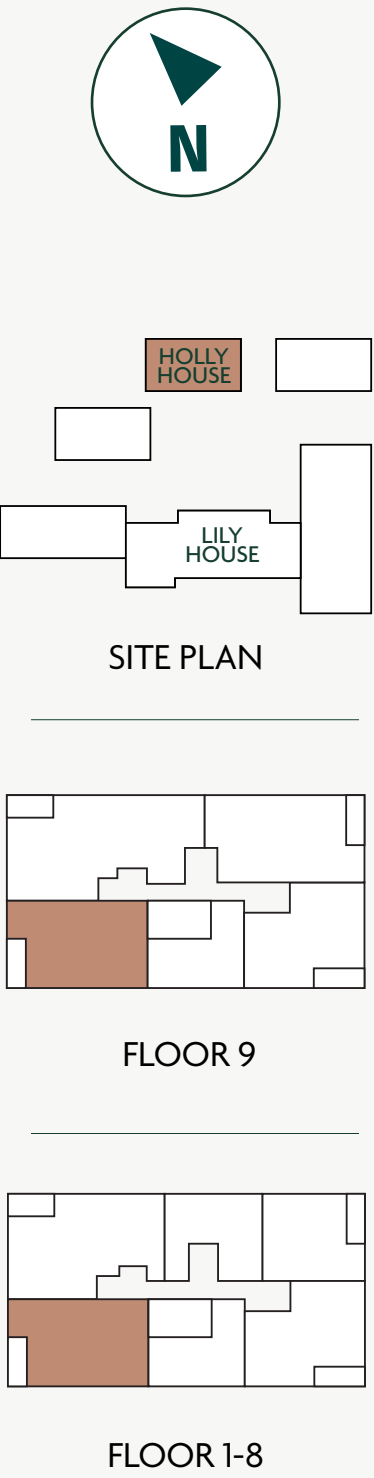 N
HOLLY
HOUSE
LILY
HOUSE
SITE PLAN
FLOOR 9
FLOOR 1-8